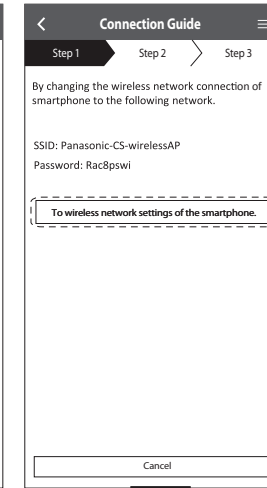 Connection Guide
Step 1
Step 2
Step 3
By changing the wireless network connection of
smartphone to the following network.
SSID: Panasonic-CS-wirelessAP
Password: Rac8pswi
To wireless network settings of the smartphone.
Cancel